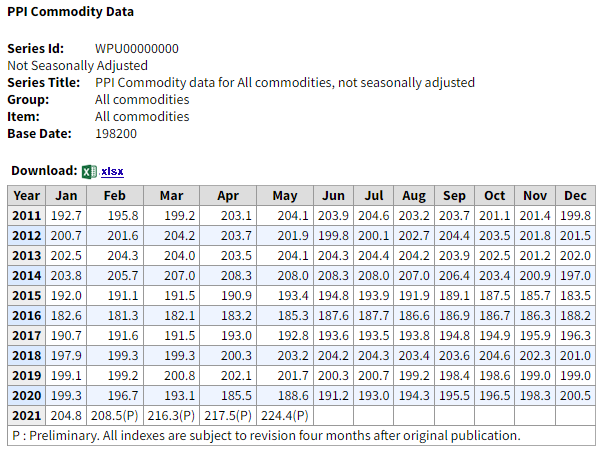 PPI Commodity Data
Series Id: WPU00000000
Not Seasonally Adjusted
Series Title: PPI Commodity data for All commodities, not seasonally adjusted
Group: All commodities
Item: All commodities
Base Date: 198200
Download: .xlsx
Year Jan Feb Mar Apr May Jun Jul Aug Sep Oct Nov Dec
2011 192.7 195.8 199.2 203.1 204.1 203.9 204.6 203.2 203.7 201.1 201.4 199.8
2012 200.7 201.6 204.2 203.7 201.9 199.8 200.1 202.7 204.4 203.5 201.8 201.5
2013 202.5 204.3 204.0 203.5 204.1 204.3 204.4 204.2 203.9 202.5 201.2 202.0
2014 203.8 205.7 207.0 208.3 208.0 208.3 208.0 207.0 206.4 203.4 200.9 197.0
2015 192.0 191.1 191.5 190.9 193.4 194.8 193.9 191.9 189.1 187.5 185.7 183.5
2016 182.6 181.3 182.1 183.2 185.3 187.6 187.7 186.6 186.9 186.7 186.3 188.2
2017 190.7 191.6 191.5 193.0 192.8 193.6 193.5 193.8 194.8 194.9 195.9 196.3
2018 197.9 199.3 199.3 200.3 203.2 204.2 204.3 203.4 203.6 204.6 202.3 201.0
2019 199.1 199.2 200.8 202.1 201.7 200.3 200.7 199.2 198.4 198.6 199.0 199.0
2020 199.3 196.7 193.1 185.5 188.6 191.2 193.0 194.3 195.5 196.5 198.3 200.5
2021 204.8 208.5(P) 216.3(P) 217.5(P) 224.4(P)
P : Preliminary. All indexes are subject to revision four months after original publication.